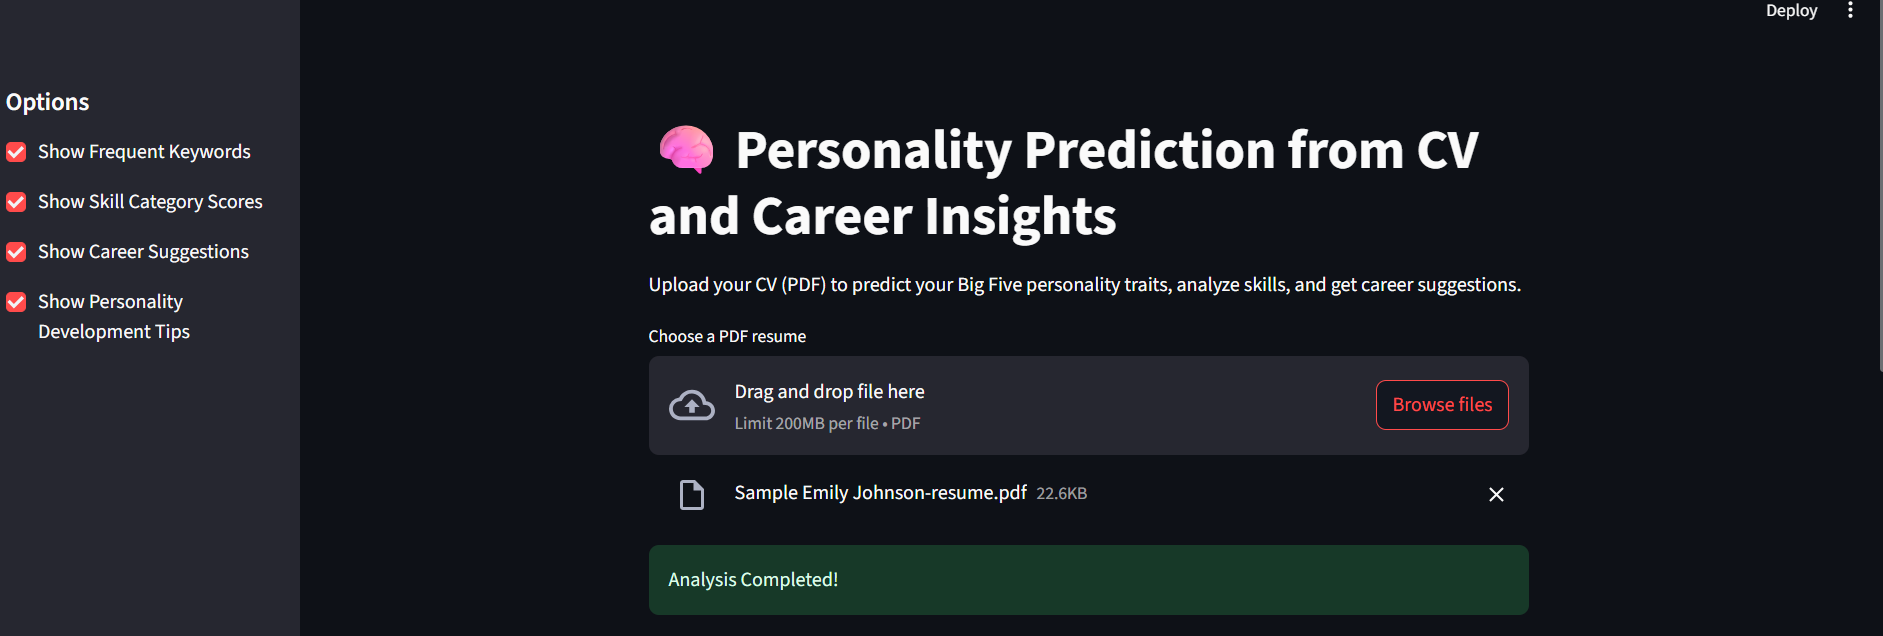 Deploy
Options
Show Frequent Keywords
Show Skill Category Scores
Show Career Suggestions
Show Personality
Development Tips
Personality Prediction from CV
and Career Insights
Upload your CV (PDF) to predict your Big Five personality traits, analyze skills, and get career suggestions.
Choose a PDF resume
Drag and drop file here
Limit 200MB per file • PDF
Browse files
Sample Emily Johnson-resume.pdf 22.6KB
Analysis Completed!